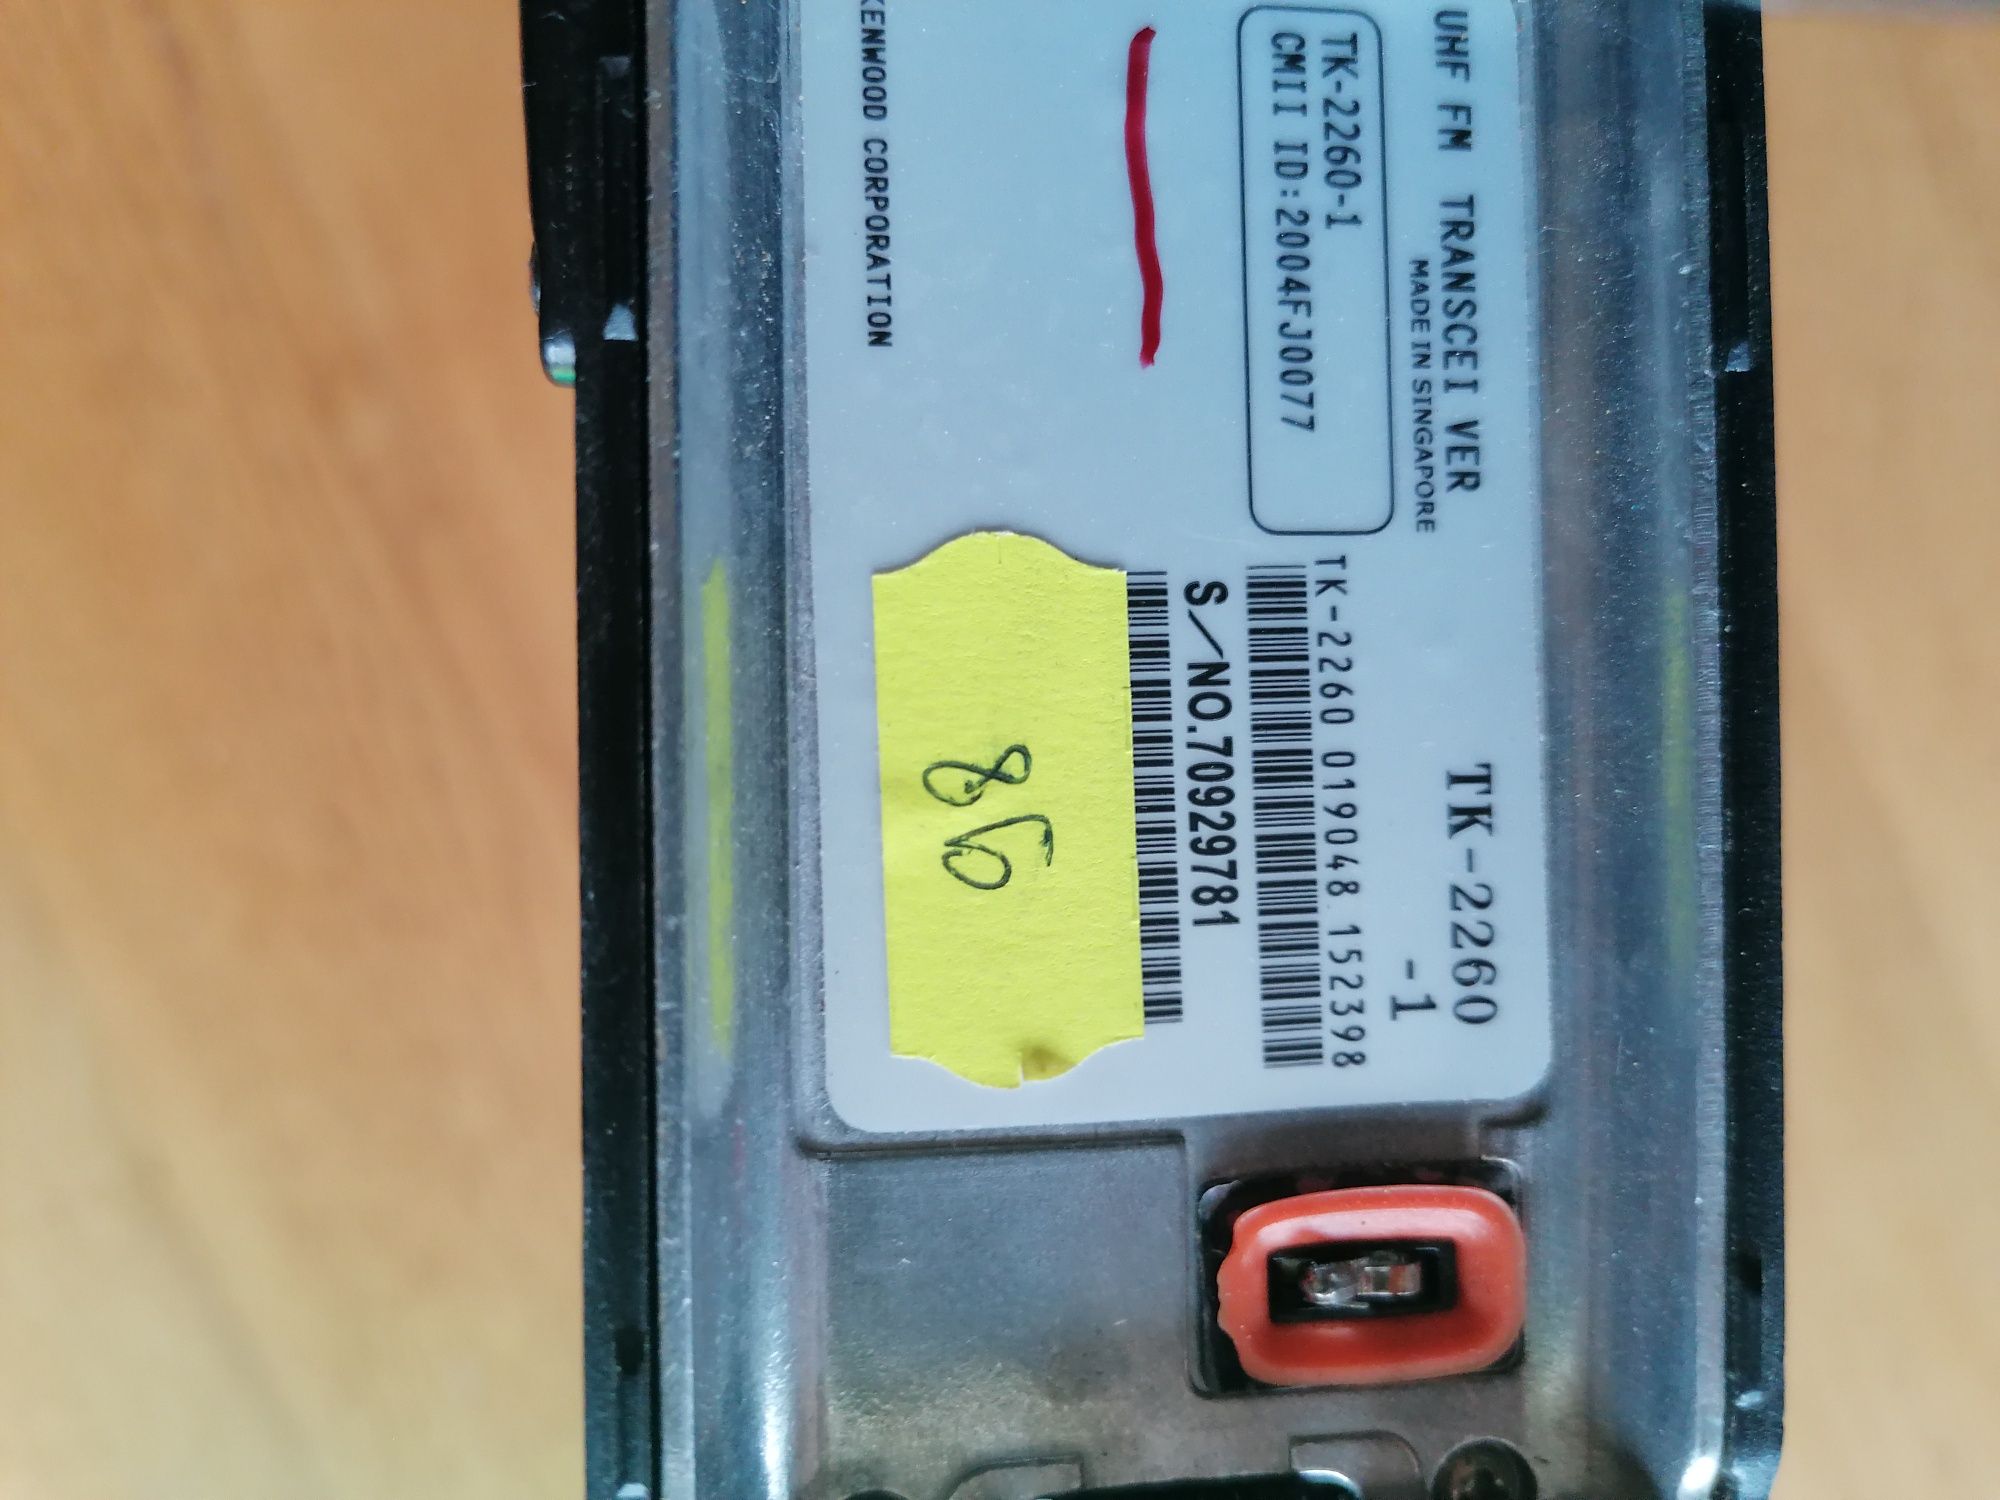 UHF FM TRANSCEIVER
TK-2260
MADE IN SINGAPORE
-1
TK-2260-1
CMII ID:2004FJ0077
TK-2260 019048 152398
S/NO.70929781
86
KENWOOD CORPORATION